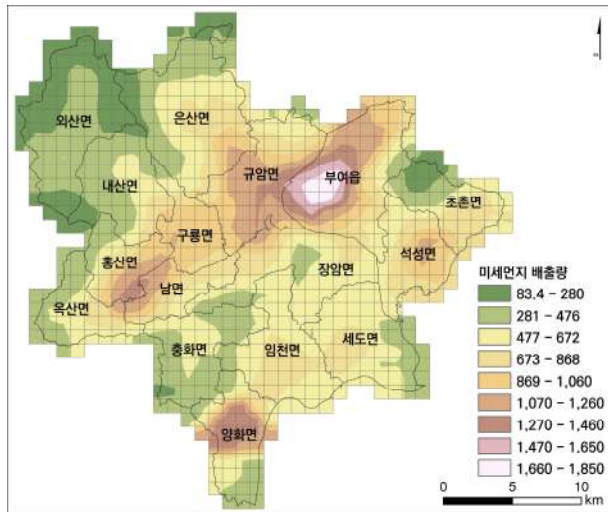 외산면
은산면
내산면
규암면
부여읍
조촌면
구룡면
석성면
홍산면
장암면
남면
옥산면
충화면
임천면
세도면
양화면
미세먼지 배출량
83.4 - 280
281 - 476
477 - 672
673 - 868
869 - 1,060
1,070 - 1,260
1,270 - 1,460
1,470 - 1,650
1,660 - 1,850
0 5 10
km